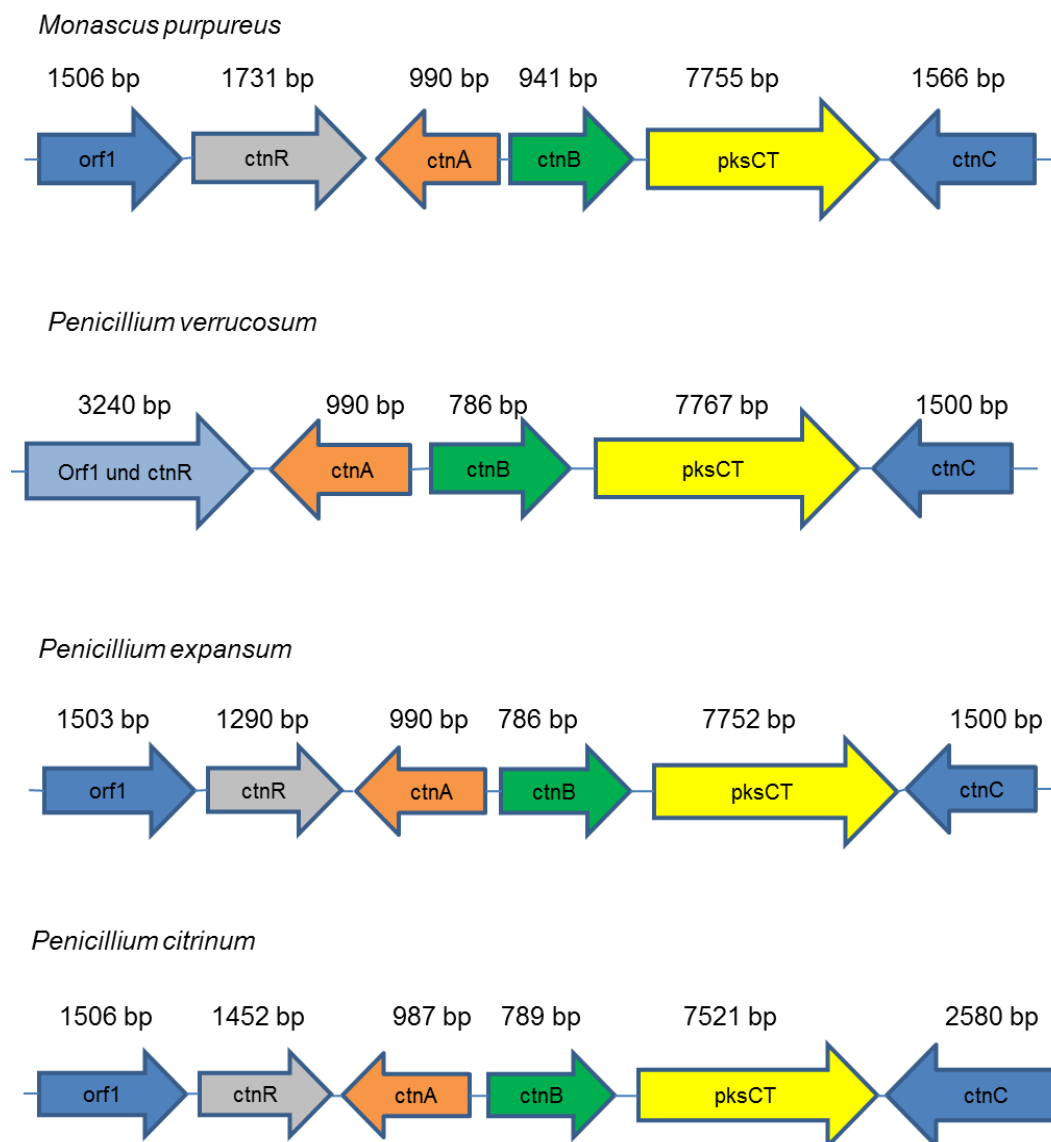 Monascus purpureus
1506 bp 1731 bp 990 bp 941 bp 7755 bp 1566 bp
orf1 ctnR ctnA ctnB pksCT ctnC
Penicillium verrucosum
3240 bp 990 bp 786 bp 7767 bp 1500 bp
Orf1 und ctnR ctnA ctnB pksCT ctnC
Penicillium expansum
1503 bp 1290 bp 990 bp 786 bp 7752 bp 1500 bp
orf1 ctnR ctnA ctnB pksCT ctnC
Penicillium citrinum
1506 bp 1452 bp 987 bp 789 bp 7521 bp 2580 bp
orf1 ctnR ctnA ctnB pksCT ctnC